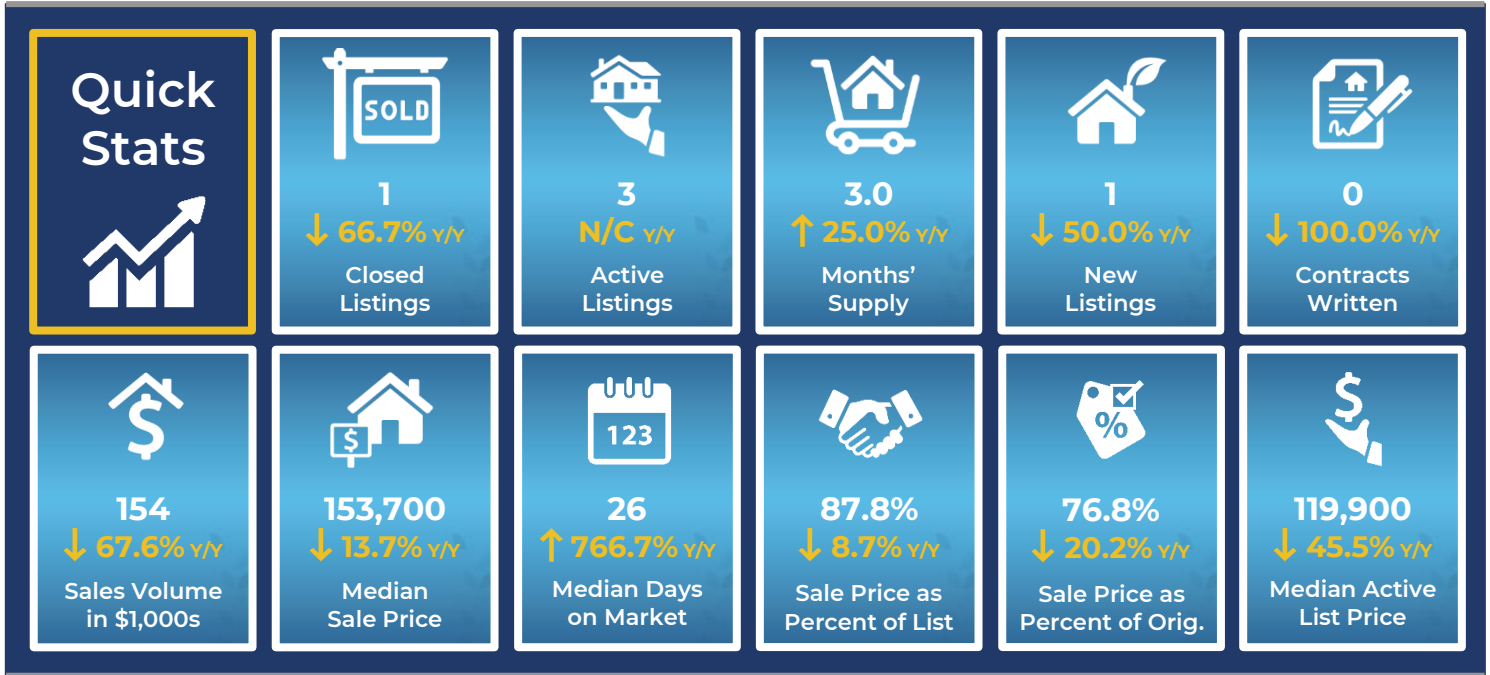 Quick
Stats
SOLD
1
↓ 66.7% Y/Y
Closed
Listings
3
N/C Y/Y
Active
Listings
3.0
↑ 25.0% Y/Y
Months’
Supply
1
↓ 50.0% Y/Y
New
Listings
0
↓ 100.0% Y/Y
Contracts
Written
$
154
↓ 67.6% Y/Y
Sales Volume
in $1,000s
$
153,700
↓ 13.7% Y/Y
Median
Sale Price
123
26
↑ 766.7% Y/Y
Median Days
on Market
87.8%
↓ 8.7% Y/Y
Sale Price as
Percent of List
%
76.8%
↓ 20.2% Y/Y
Sale Price as
Percent of Orig.
$
119,900
↓ 45.5% Y/Y
Median Active
List Price